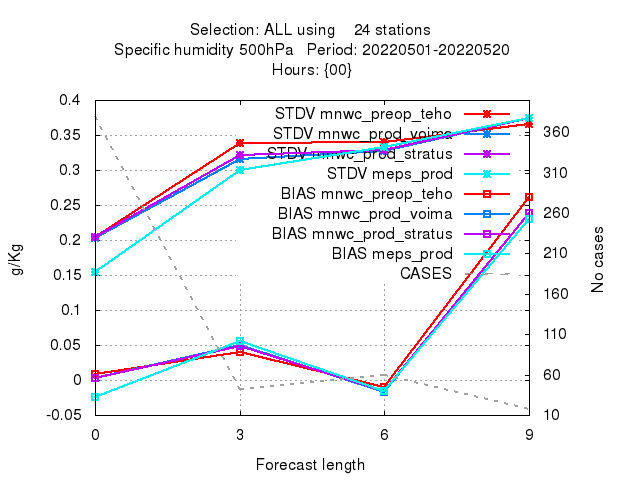 Selection: ALL using 24 stations
Specific humidity 500hPa Period: 20220501-20220520
Hours: {00}
STDV mnwc_preop_teho
STDV mnwc_prod_voima
STDV mnwc_prod_stratus
STDV meps_prod
BIAS mnwc_preop_teho
BIAS mnwc_prod_voima
BIAS mnwc_prod_stratus
BIAS meps_prod
CASES
0.4
0.35
0.3
0.25
0.2
0.15
0.1
0.05
0
-0.05
g/Kg
360
310
260
210
160
110
60
10
No cases
0 3 6 9
Forecast length